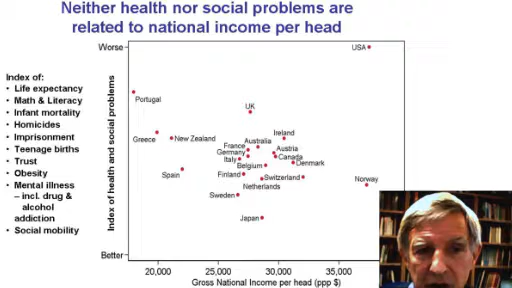 Neither health nor social problems are
related to national income per head
Index of:
• Life expectancy
• Math & Literacy
• Infant mortality
• Homicides
• Imprisonment
• Teenage births
• Trust
• Obesity
• Mental illness
– incl. drug &
alcohol
addiction
• Social mobility
Index of health and social problems
Worse
Better
USA
Portugal
UK
Greece
New Zealand
Ireland
Australia
France
Austria
Germany
Canada
Italy
Denmark
Belgium
Spain
Finland
Switzerland
Norway
Netherlands
Sweden
Japan
20,000 25,000 30,000 35,000
Gross National Income per head (ppp $)